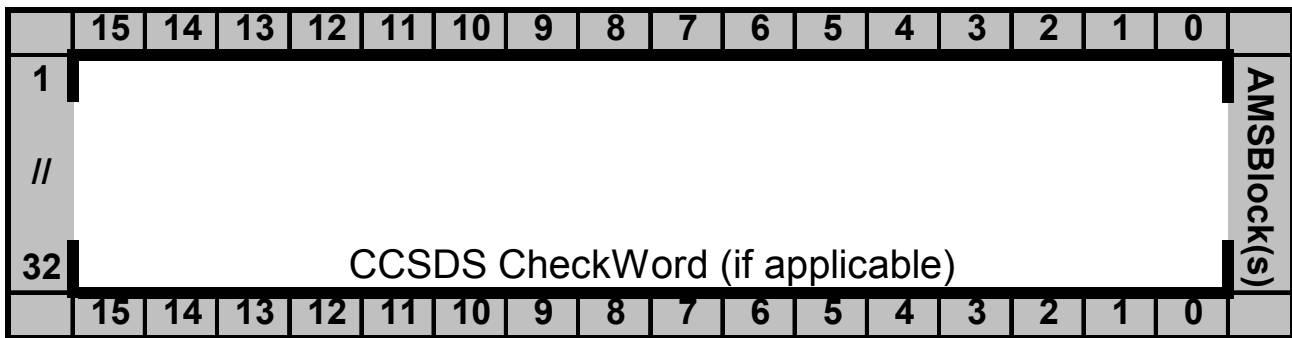 15 14 13 12 11 10 9 8 7 6 5 4 3 2 1 0
1
//
32 CCSDS CheckWord (if applicable)
AMSBlock(s)
15 14 13 12 11 10 9 8 7 6 5 4 3 2 1 0